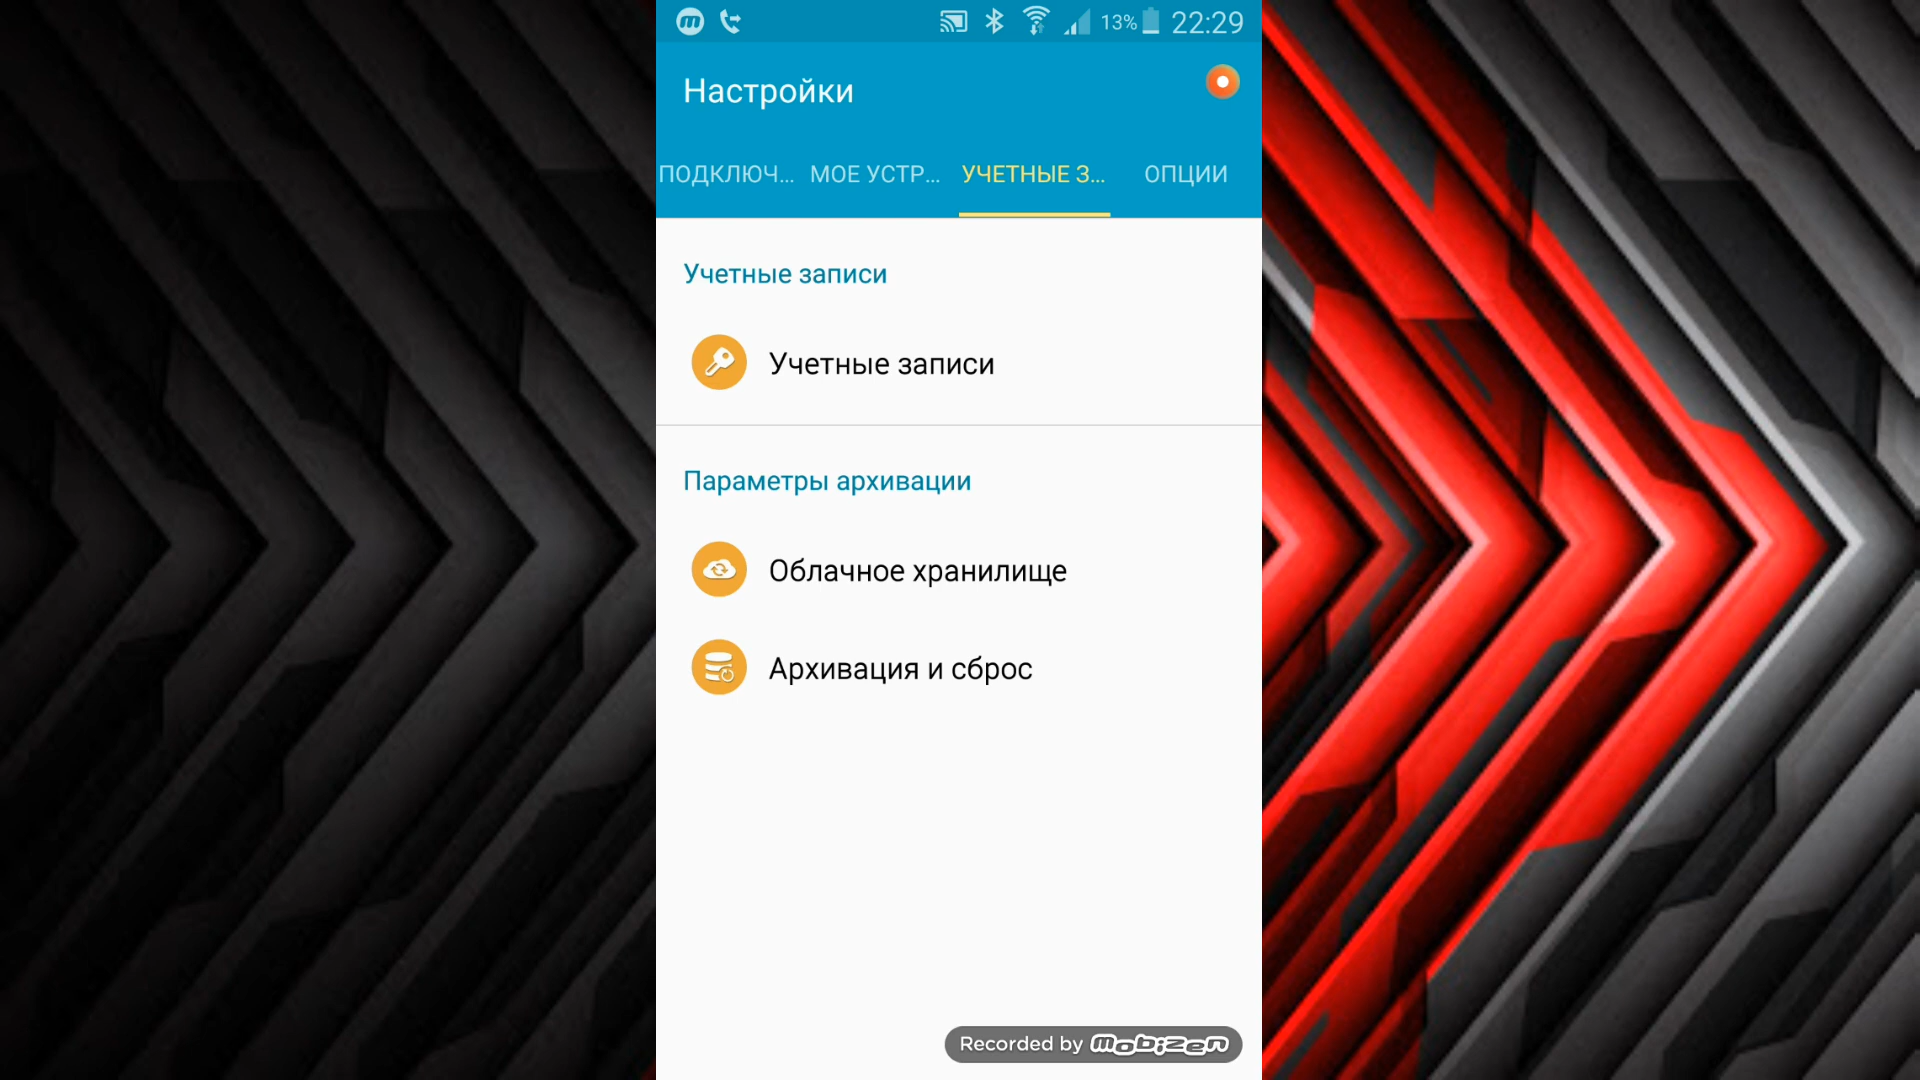 13% 22:29
Настройки
ПОДКЛЮЧ... МОЕ УСТР... УЧЕТНЫЕ З... ОПЦИИ
Учетные записи
Учетные записи
Параметры архивации
Облачное хранилище
Архивация и сброс
Recorded by Mobizen